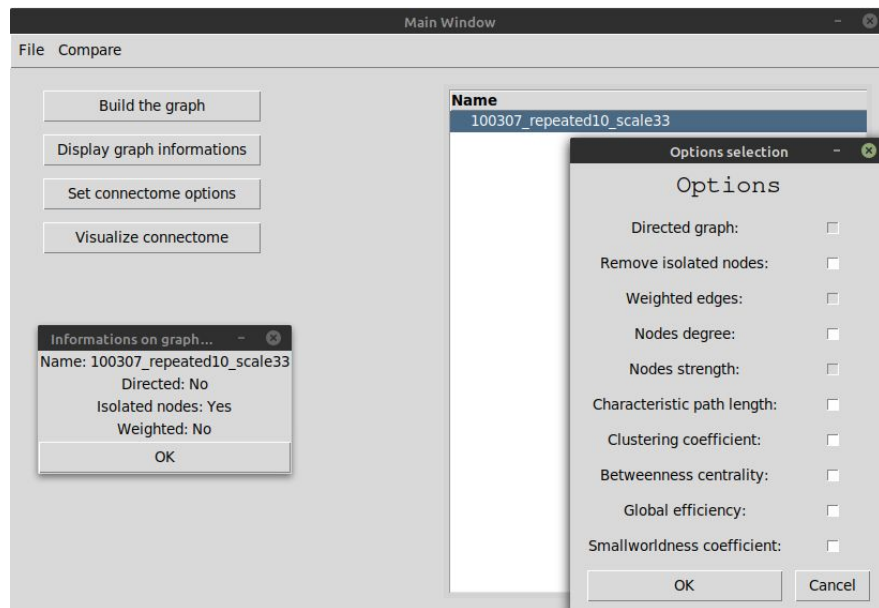 Main Window
File Compare
Build the graph
Display graph informations
Set connectome options
Visualize connectome
Name
100307_repeated10_scale33
Informations on graph...
Name: 100307_repeated10_scale33
Directed: No
Isolated nodes: Yes
Weighted: No
OK
Options selection
Options
Directed graph:
Remove isolated nodes:
Weighted edges:
Nodes degree:
Nodes strength:
Characteristic path length:
Clustering coefficient:
Betweenness centrality:
Global efficiency:
Smallworldness coefficient:
OK Cancel